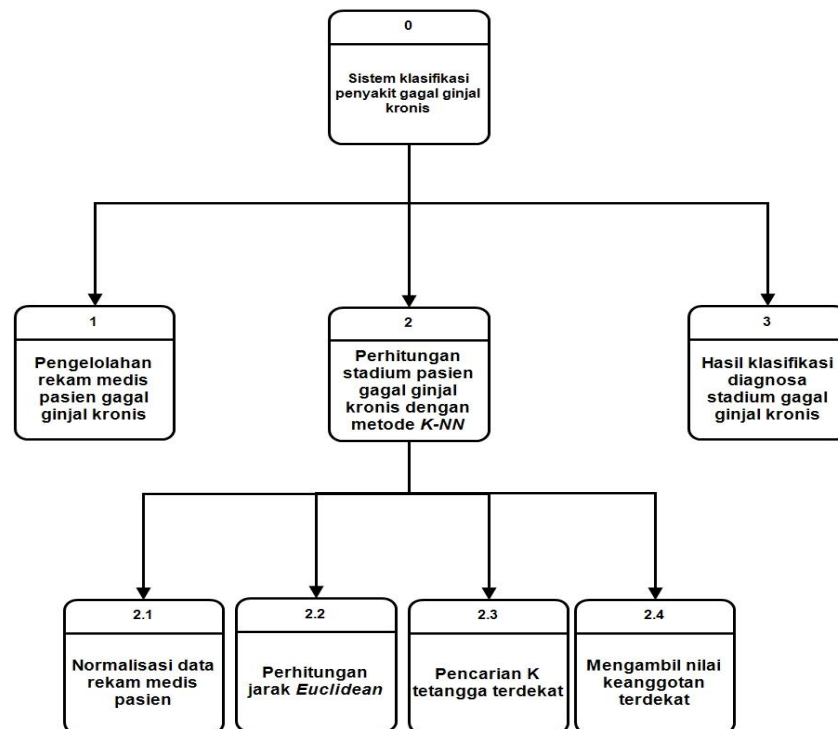 0
Sistem klasifikasi
penyakit gagal ginjal
kronis
1
Pengelolahan
rekam medis
pasien gagal
ginjal kronis
2
Perhitungan
stadium pasien
gagal ginjal
kronis dengan
metode K-NN
3
Hasil klasifikasi
diagnosa
stadium gagal
ginjal kronis
2.1
Normalisasi data
rekam medis
pasien
2.2
Perhitungan
jarak Euclidean
2.3
Pencarian K
tetangga terdekat
2.4
Mengambil nilai
keanggotan
terdekat